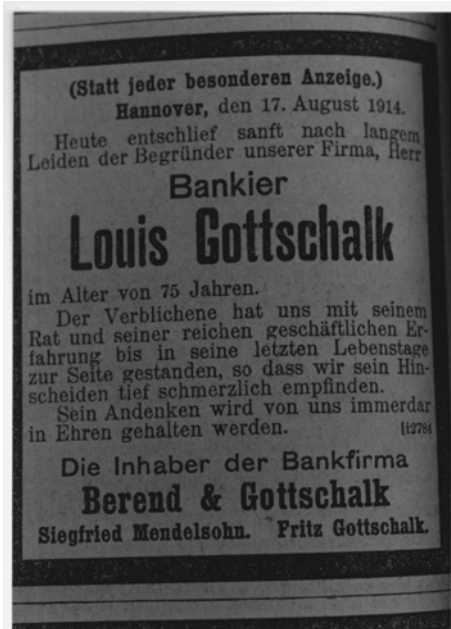 (Statt jeder besonderen Anzeige.)
Hannover, den 17. August 1914.
Heute entschlief sanft nach langem
Leiden der Begründer unserer Firma, Herr
Bankier
Louis Gottschalk
im Alter von 75 Jahren.
Der Verblichene hat uns mit seinem
Rat und seiner reichen geschäftlichen Er-
fahrung bis in seine letzten Lebenstage
zur Seite gestanden, so dass wir sein Hin-
scheiden tief schmerzlich empfinden.
Sein Andenken wird von uns immerdar
in Ehren gehalten werden.
Die Inhaber der Bankfirma
Berend & Gottschalk
Siegfried Mendelsohn. Fritz Gottschalk.